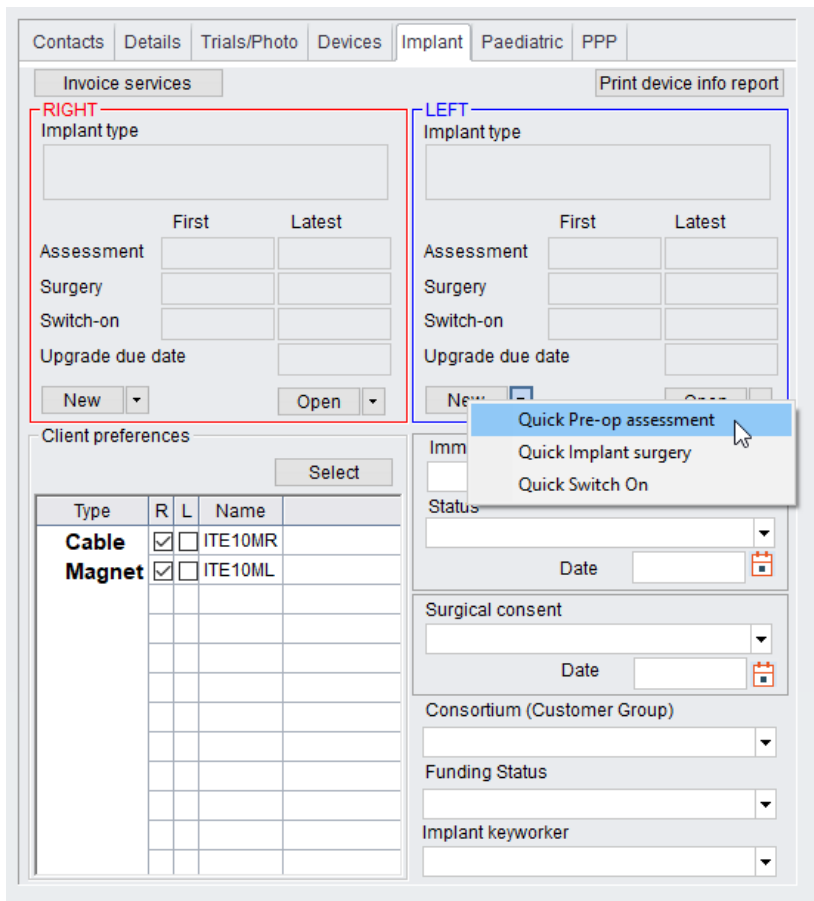 Contacts Details Trials/Photo Devices Implant Paediatric PPP
Invoice services Print device info report
RIGHT
Implant type
First Latest
Assessment
Surgery
Switch-on
Upgrade due date
New Open
LEFT
Implant type
First Latest
Assessment
Surgery
Switch-on
Upgrade due date
Quick Pre-op assessment
Quick Implant surgery
Quick Switch On
Client preferences
Select
Type R L Name
Cable ITE10MR
Magnet ITE10ML
Status
Date
Surgical consent
Date
Consortium (Customer Group)
Funding Status
Implant keyworker